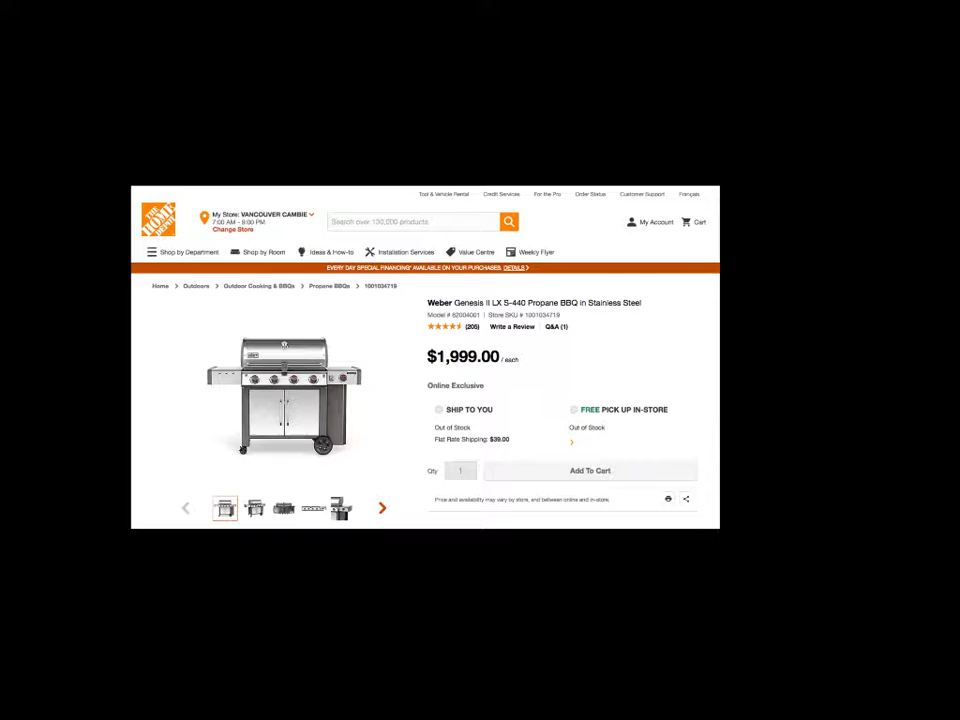 Tool & Vehicle Rental Credit Services For the Pro Order Status Customer Support Français
THE HOME DEPOT
My Store: VANCOUVER CAMBIE
7:00 AM - 9:00 PM
Change Store
Search over 130,000 products
My Account Cart
Shop by Department Shop by Room Ideas & How-to Installation Services Value Centre Weekly Flyer
EVERY DAY SPECIAL FINANCING* AVAILABLE ON YOUR PURCHASES. DETAILS >
Home > Outdoors > Outdoor Cooking & BBQs > Propane BBQs > 1001034719
Weber Genesis II LX S-440 Propane BBQ in Stainless Steel
Model # 62004001 | Store SKU # 1001034719
(205) Write a Review | Q&A (1)
$1,999.00 / each
Online Exclusive
SHIP TO YOU FREE PICK UP IN-STORE
Out of Stock Out of Stock
Flat Rate Shipping: $39.00
Qty 1 Add To Cart
Price and availability may vary by store, and between online and in-store.